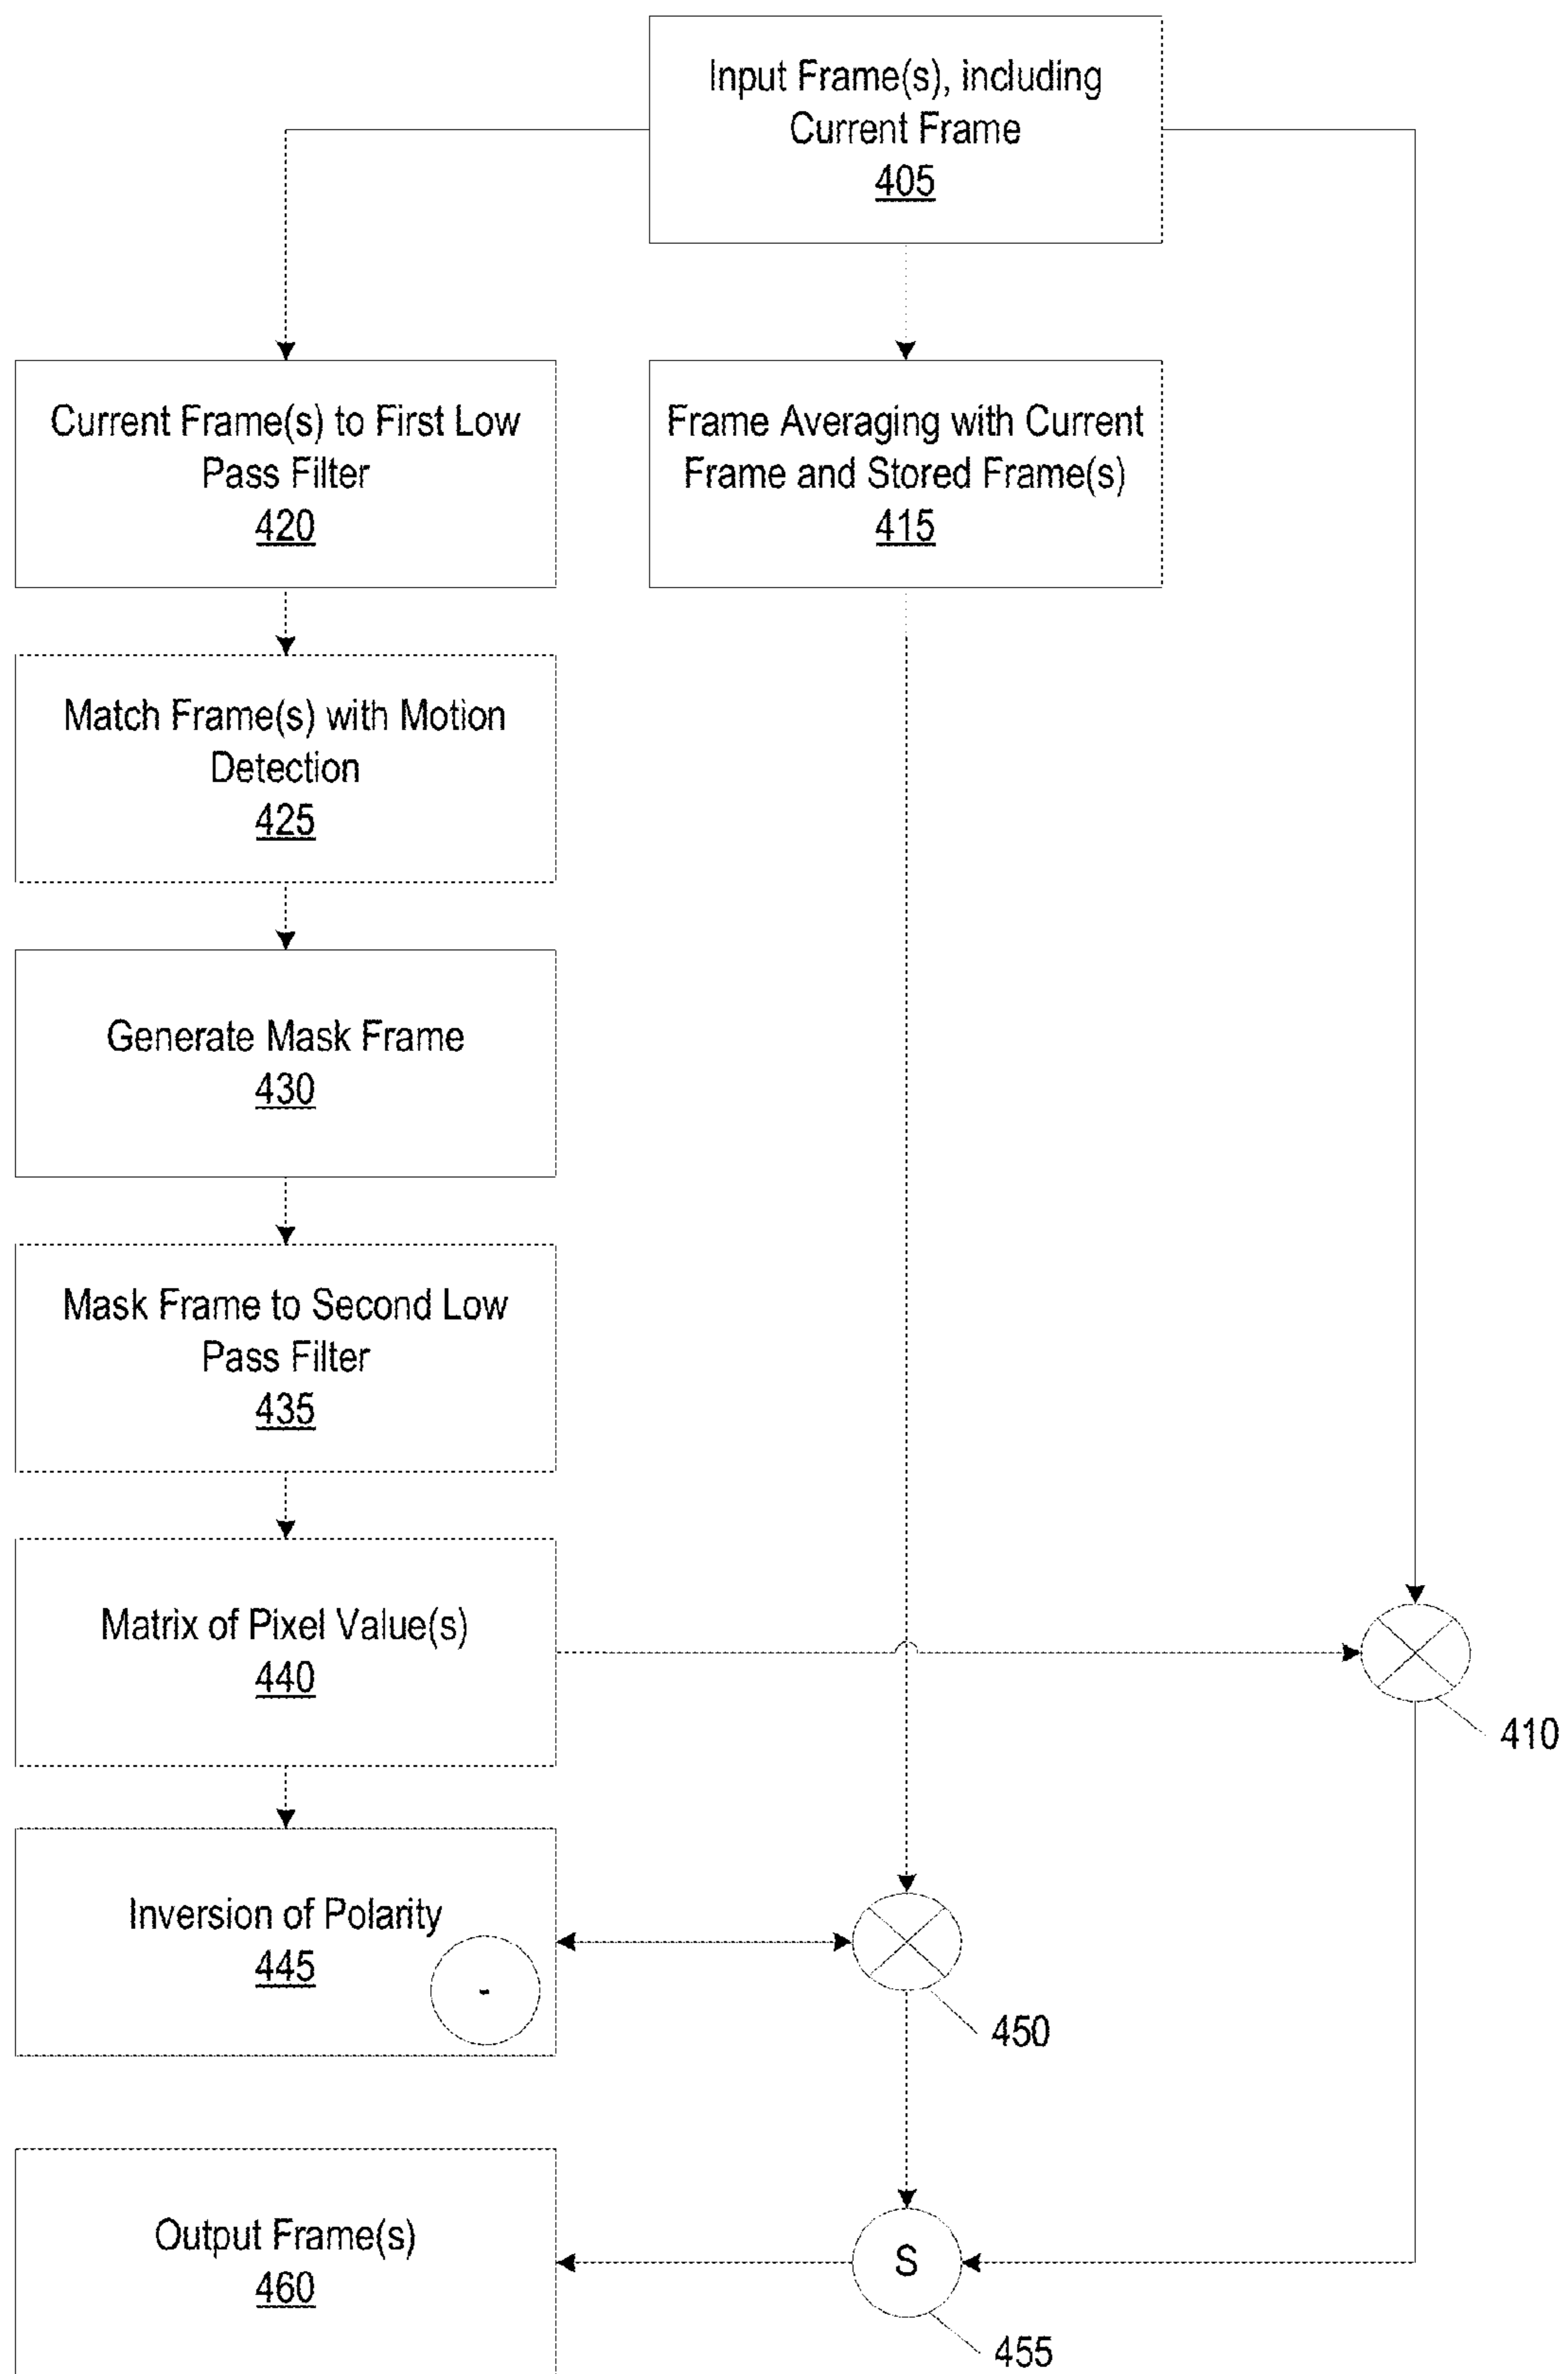 Input Frame(s), including
Current Frame
405
Current Frame(s) to First Low
Pass Filter
420
Frame Averaging with Current
Frame and Stored Frame(s)
415
Match Frame(s) with Motion
Detection
425
Generate Mask Frame
430
Mask Frame to Second Low
Pass Filter
435
Matrix of Pixel Value(s)
440
410
Inversion of Polarity
445
-
450
Output Frame(s)
460
S
455